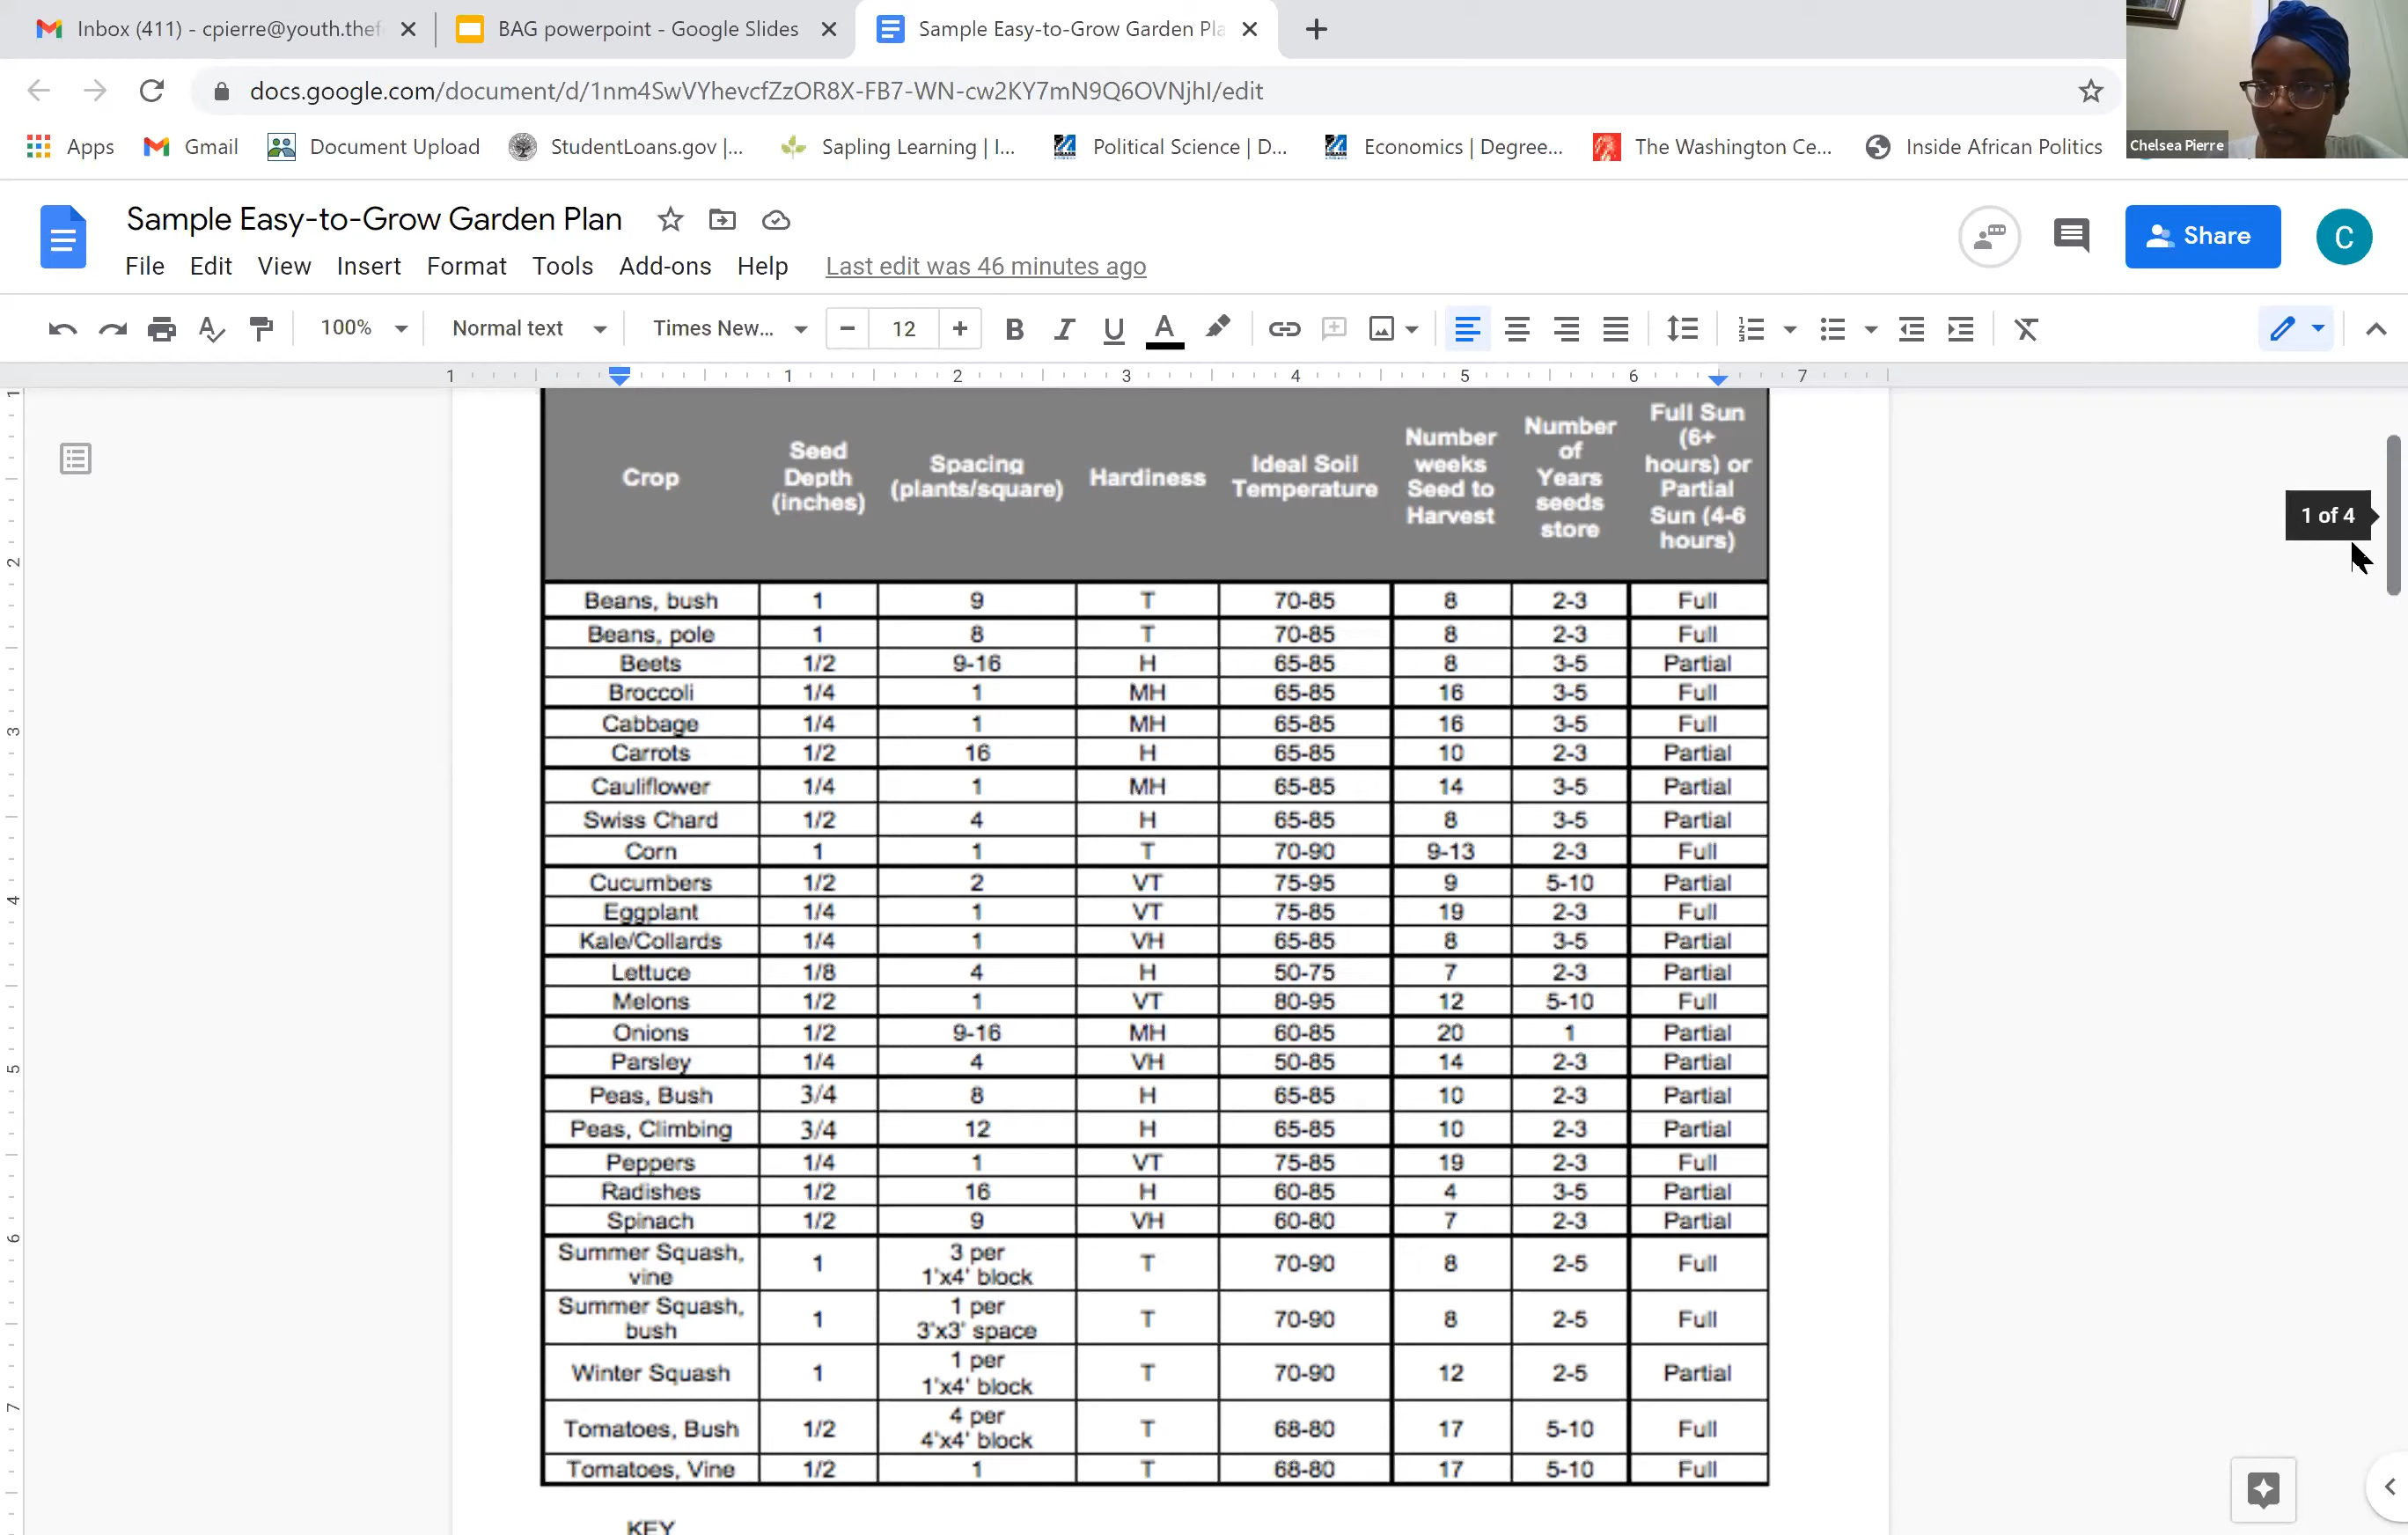 Inbox (411) - cpierre@youth.thef
BAG powerpoint - Google Slides
Sample Easy-to-Grow Garden Pla
docs.google.com/document/d/1nm4SwVYhevcfZzOR8X-FB7-WN-cw2KY7mN9Q6OVNjhI/edit
Apps Gmail Document Upload StudentLoans.gov |... Sapling Learning | I... Political Science | D... Economics | Degree... The Washington Ce... Inside African Politics
Chelsea Pierre
Sample Easy-to-Grow Garden Plan
Share
C
File Edit View Insert Format Tools Add-ons Help Last edit was 46 minutes ago
100% Normal text Times New... 12 B I U A
1 1 2 3 4 5 6 7
Crop Seed Depth (inches) Spacing (plants/square) Hardiness Ideal Soil Temperature Number weeks Seed to Harvest Number of Years seeds store Full Sun (6+ hours) or Partial Sun (4-6 hours)
1 of 4
Beans, bush 1 9 T 70-85 8 2-3 Full
Beans, pole 1 8 T 70-85 8 2-3 Full
Beets 1/2 9-16 H 65-85 8 3-5 Partial
Broccoli 1/4 1 MH 65-85 16 3-5 Full
Cabbage 1/4 1 MH 65-85 16 3-5 Full
Carrots 1/2 16 H 65-85 10 2-3 Partial
Cauliflower 1/4 1 MH 65-85 14 3-5 Partial
Swiss Chard 1/2 4 H 65-85 8 3-5 Partial
Corn 1 1 T 70-90 9-13 2-3 Full
Cucumbers 1/2 2 VT 75-95 9 5-10 Partial
Eggplant 1/4 1 VT 75-85 19 2-3 Full
Kale/Collards 1/4 1 VH 65-85 8 3-5 Partial
Lettuce 1/8 4 H 50-75 7 2-3 Partial
Melons 1/2 1 VT 80-95 12 5-10 Full
Onions 1/2 9-16 MH 60-85 20 1 Partial
Parsley 1/4 4 VH 50-85 14 2-3 Partial
Peas, Bush 3/4 8 H 65-85 10 2-3 Partial
Peas, Climbing 3/4 12 H 65-85 10 2-3 Partial
Peppers 1/4 1 VT 75-85 19 2-3 Full
Radishes 1/2 16 H 60-85 4 3-5 Partial
Spinach 1/2 9 VH 60-80 7 2-3 Partial
Summer Squash, vine 1 3 per 1'x4' block T 70-90 8 2-5 Full
Summer Squash, bush 1 1 per 3'x3' space T 70-90 8 2-5 Full
Winter Squash 1 1 per 1'x4' block T 70-90 12 2-5 Partial
Tomatoes, Bush 1/2 4 per 4'x4' block T 68-80 17 5-10 Full
Tomatoes, Vine 1/2 1 T 68-80 17 5-10 Full
KEY
1
2
3
4
5
6
7